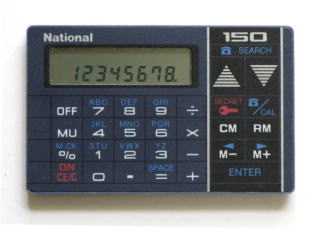 National
150
SEARCH
12345678.
ABC DEF GHI
OFF 7 8 9 ÷
SECRET
CAL
JKL MNO PQR
MU 4 5 6 ×
CM RM
M.CK STU VWX YZ
% 1 2 3 −
M− M+
ON SPACE
CE/C 0 . = +
ENTER